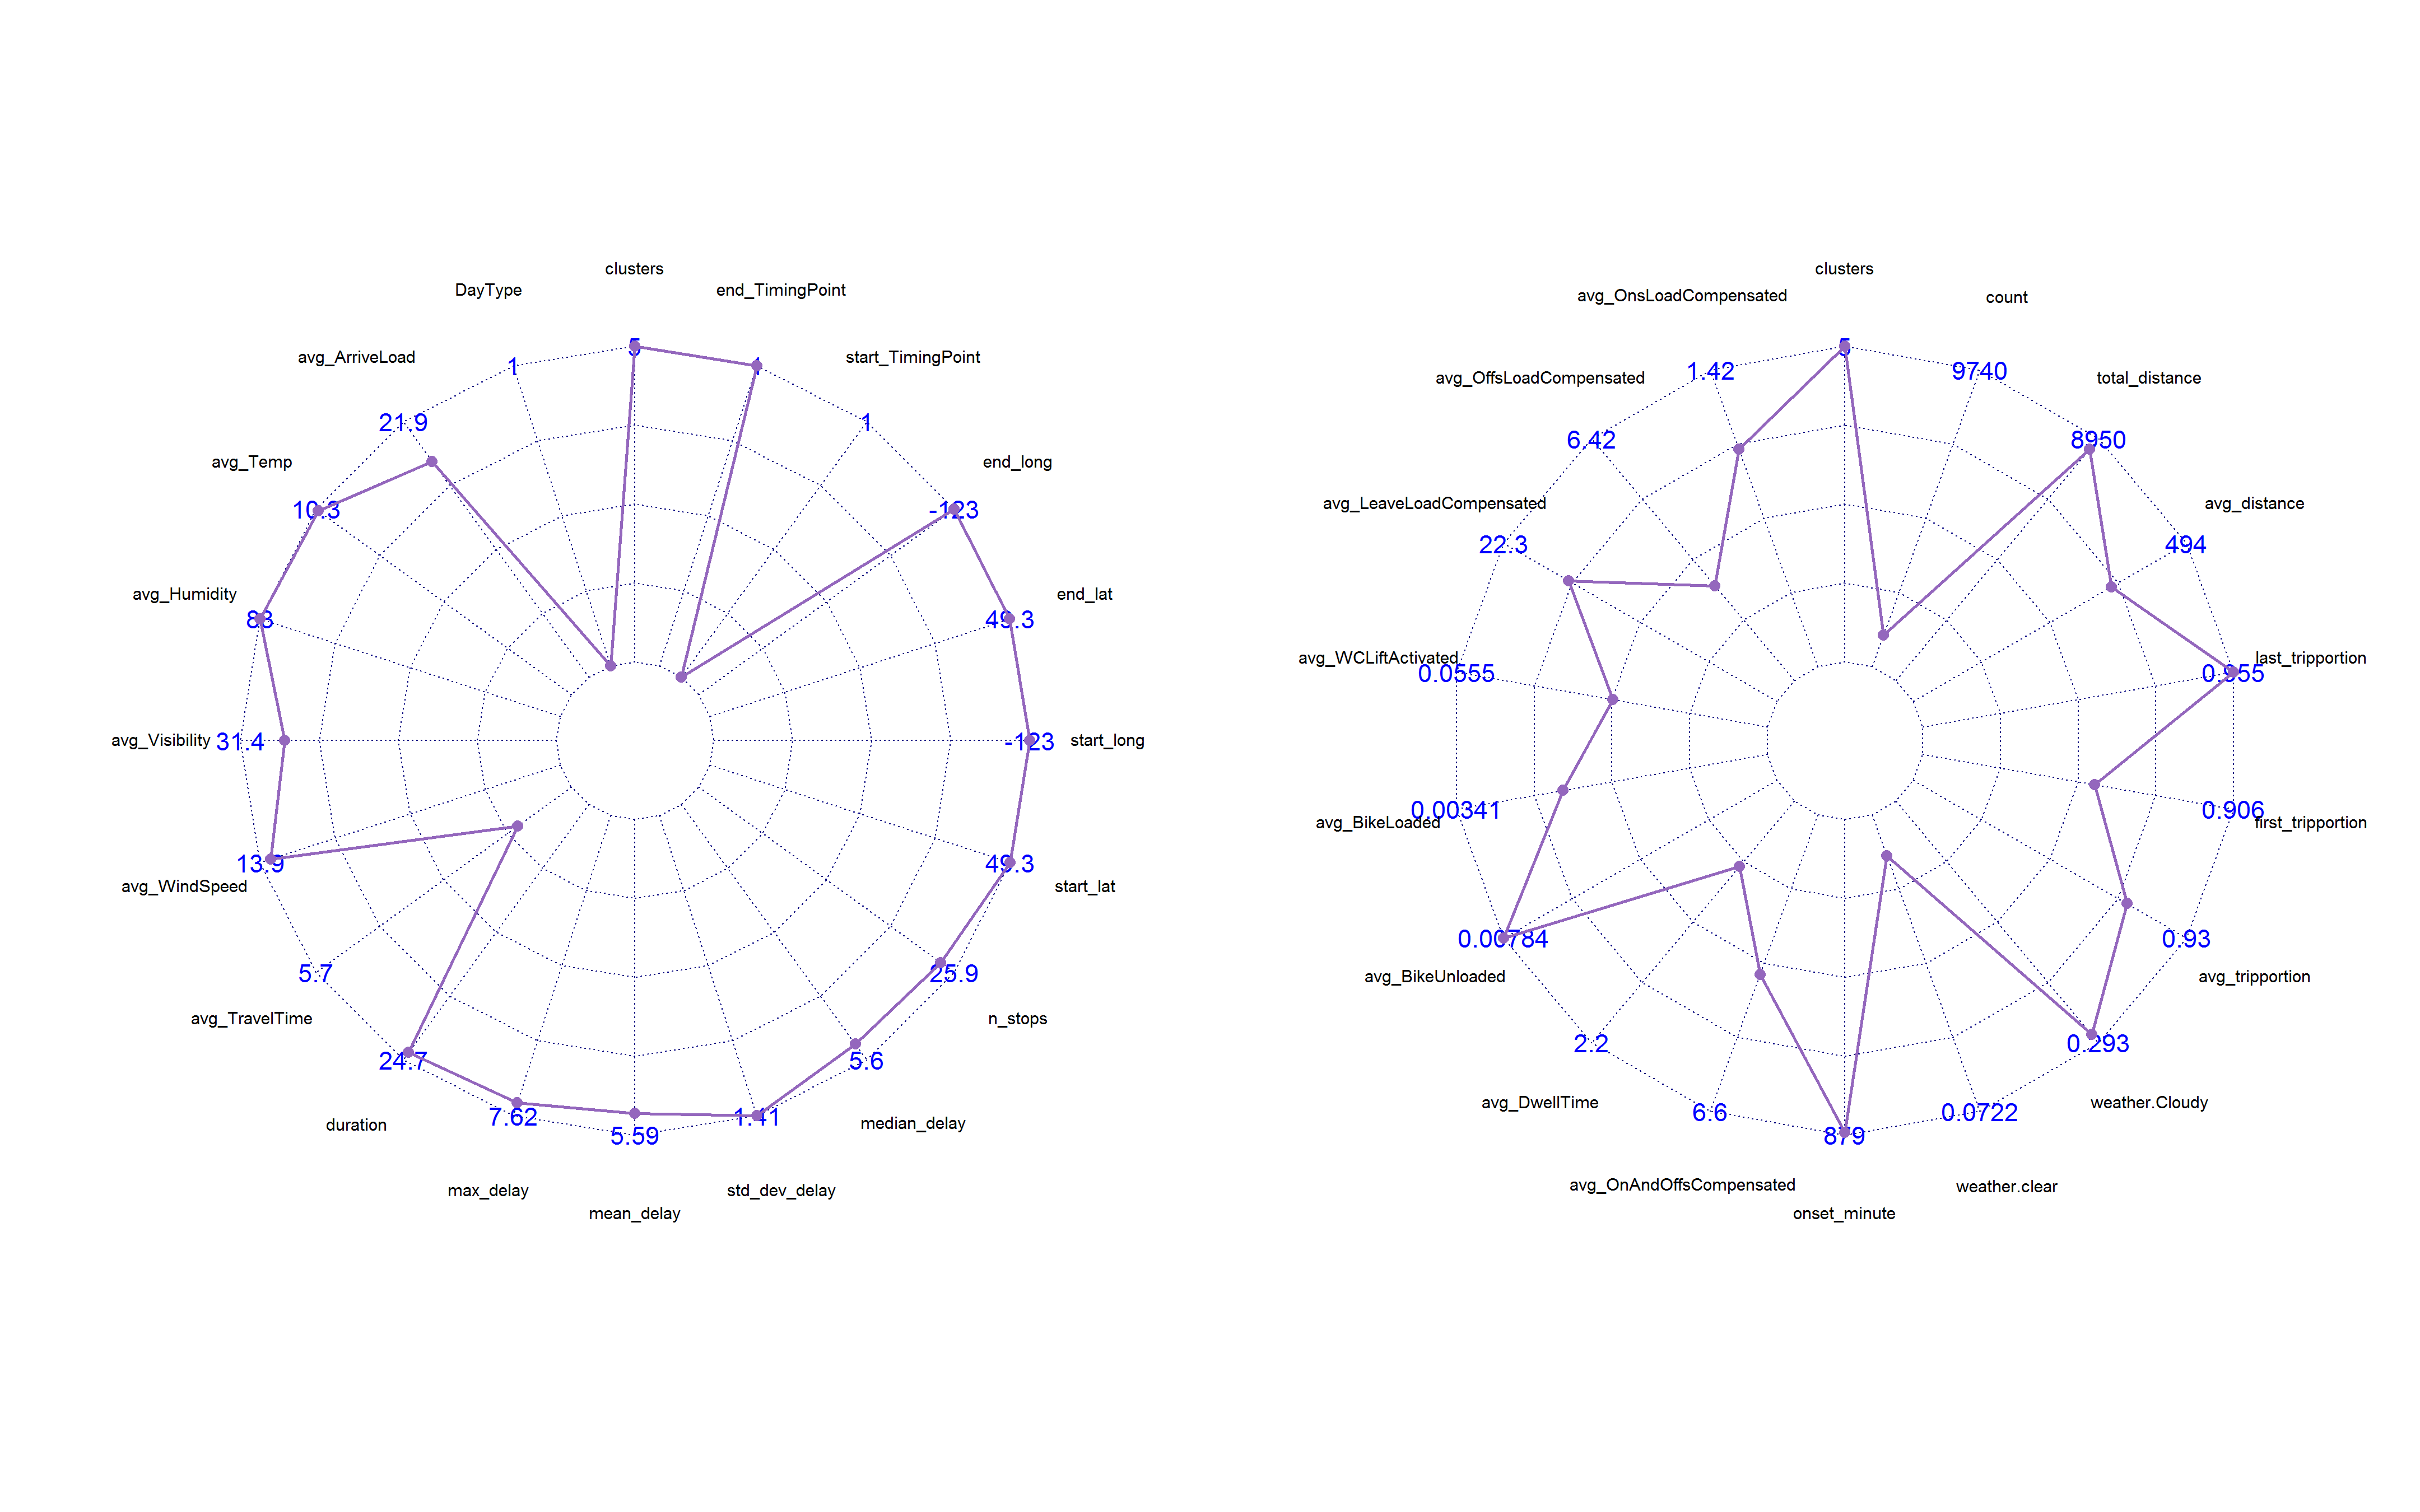 clusters
DayType
end_TimingPoint
avg_ArriveLoad
start_TimingPoint
5
1
1
21.9
1
avg_Temp
end_long
10.3
-123
avg_Humidity
end_lat
83
49.3
avg_Visibility
31.4
-123
start_long
13.9
49.3
avg_WindSpeed
start_lat
5.7
25.9
avg_TravelTime
n_stops
24.7
5.6
duration
median_delay
7.62
1.41
5.59
max_delay
std_dev_delay
mean_delay
clusters
avg_OnsLoadCompensated
count
5
1.42
9740
avg_OffsLoadCompensated
total_distance
6.42
8950
avg_LeaveLoadCompensated
avg_distance
22.3
494
avg_WCLiftActivated
last_tripportion
0.0555
0.955
0.00341
0.906
avg_BikeLoaded
first_tripportion
0.00784
0.93
avg_BikeUnloaded
avg_tripportion
2.2
0.293
avg_DwellTime
weather.Cloudy
6.6
0.0722
879
avg_OnAndOffsCompensated
weather.clear
onset_minute